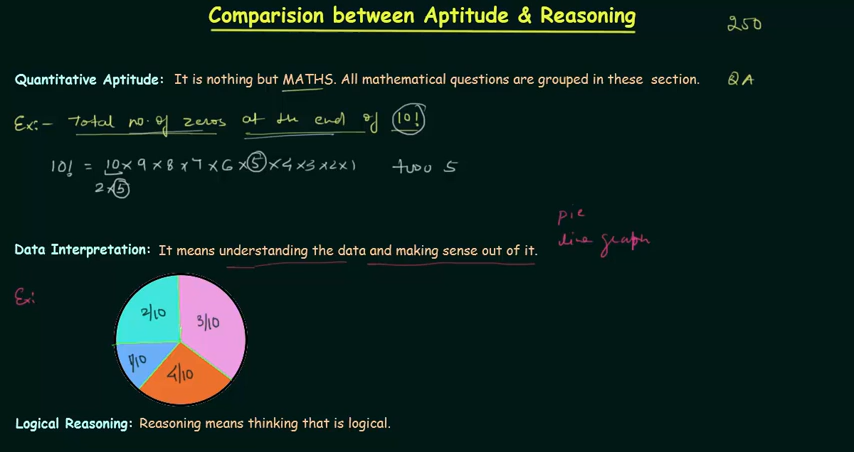 Comparision between Aptitude & Reasoning
250
Quantitative Aptitude: It is nothing but MATHS. All mathematical questions are grouped in these section. QA
Ex:- Total no. of zeros at the end of 10!
10! = 10 × 9 × 8 × 7 × 6 × 5 × 4 × 3 × 2 × 1 two 5
2 × 5
pie
line graph
Data Interpretation: It means understanding the data and making sense out of it.
Ex:
2/10
3/10
1/10
4/10
Logical Reasoning: Reasoning means thinking that is logical.